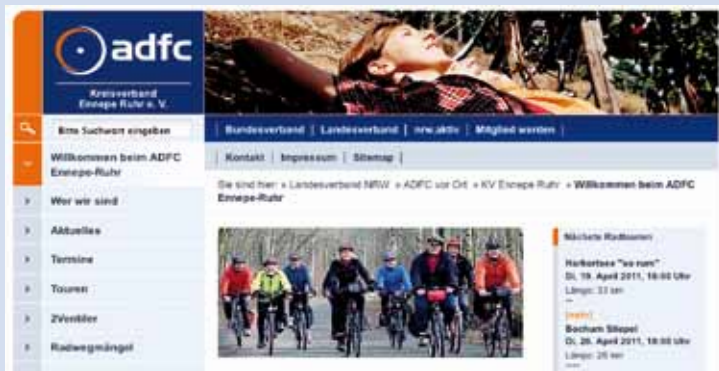 adfc
Kreisverband
Ennepe Ruhr e. V.
Bitte Suchwort eingeben
Bundesverband | Landesverband | nrw.aktiv | Mitglied werden |
Willkommen beim ADFC
Ennepe-Ruhr
| Kontakt | Impressum | Sitemap |
Sie sind hier: » Landesverband NRW » ADFC vor Ort » KV Ennepe Ruhr » Willkommen beim ADFC
Ennepe-Ruhr
Wer wir sind
Aktuelles
Termine
Touren
2Ventiler
Radwegmängel
Nächste Radtouren
Harkortsee "so rum"
Di, 19. April 2011, 18:00 Uhr
Länge: 33 km
[mehr]
Bochum Stiepel
Di, 26. April 2011, 18:00 Uhr
Länge: 26 km